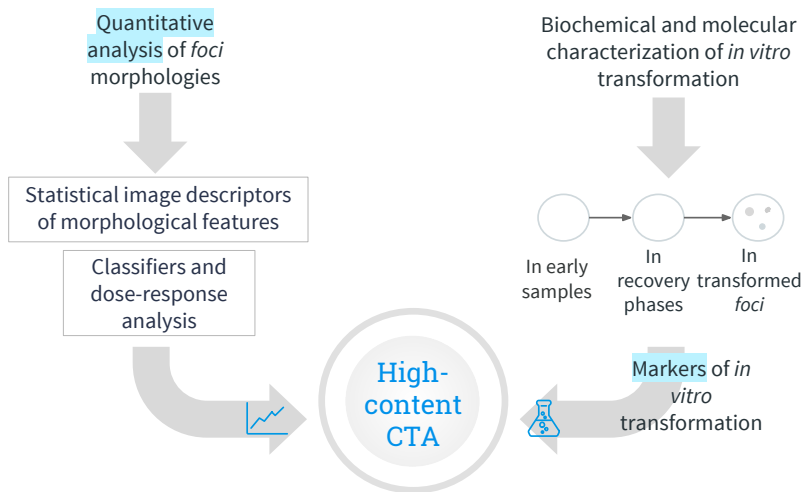 Quantitative
analysis of foci
morphologies
Statistical image descriptors
of morphological features
Classifiers and
dose-response
analysis
Biochemical and molecular
characterization of in vitro
transformation
In early
samples
In
recovery
phases
In
transformed
foci
Markers of in
vitro
transformation
High-
content
CTA